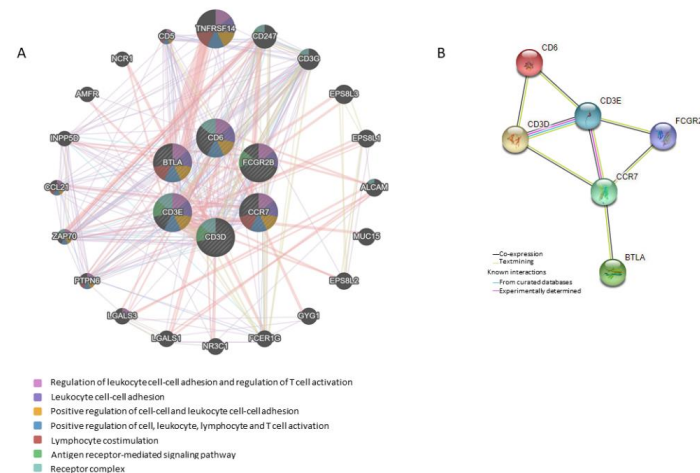 A
B
TNFRSF14
CD5
CD247
NCR1
CD3G
AMFR
EPS8L3
INPP5D
EPS8L1
CD6
BTLA
FCGR2B
CCL21
ALCAM
CD3E
CCR7
ZAP70
MUC15
CD3D
PTPN6
EPS8L2
LGALS3
GYG1
LGALS1
NR3C1
FCER1G
CD6
CD3E
FCGR2
CD3D
CCR7
BTLA
Co-expression
Textmining
Known interactions
From curated databases
Experimentally determined
Regulation of leukocyte cell-cell adhesion and regulation of T cell activation
Leukocyte cell-cell adhesion
Positive regulation of cell-cell and leukocyte cell-cell adhesion
Positive regulation of cell, leukocyte, lymphocyte and T cell activation
Lymphocyte costimulation
Antigen receptor-mediated signaling pathway
Receptor complex